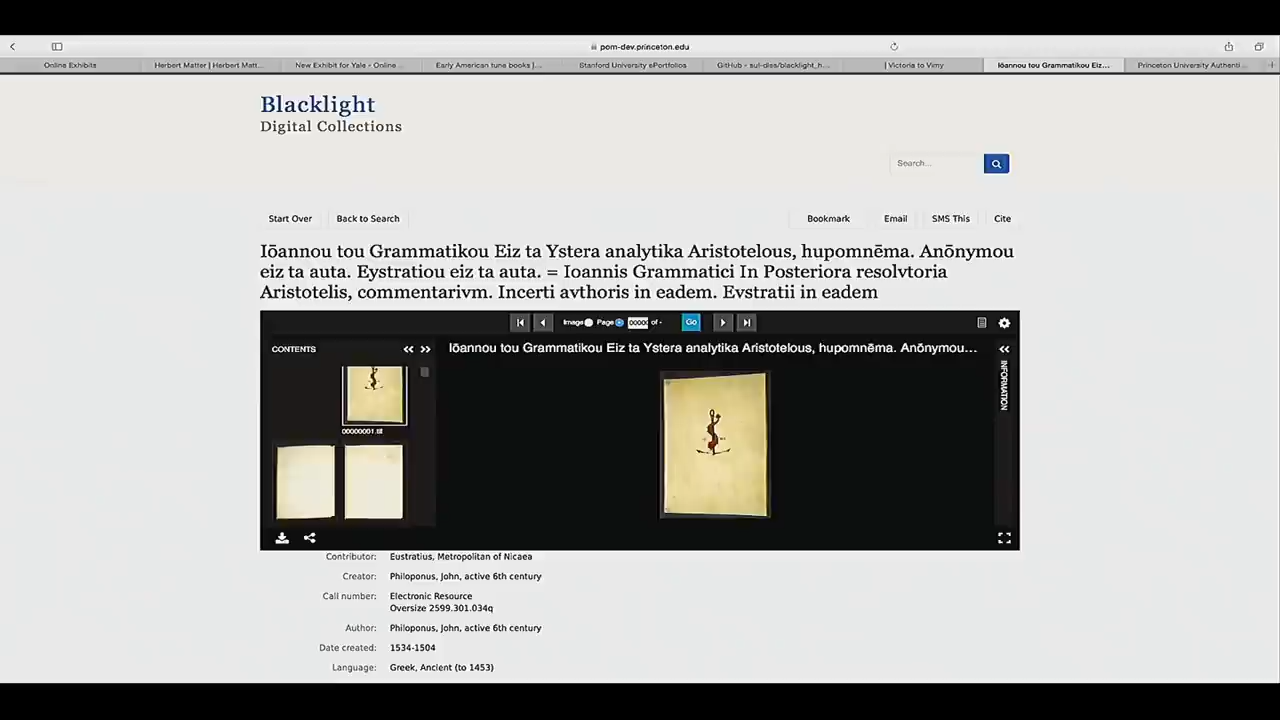 pom-dev.princeton.edu
Online Exhibits
Herbert Matter | Herbert Matt...
New Exhibit for Yale - Online ...
Early American tune books |...
Stanford University ePortfolios
GitHub - sul-dlss/blacklight_h...
| Victoria to Vimy
Iōannou tou Grammatikou Eiz...
Princeton University Authenti...
Blacklight
Digital Collections
Search...
Start Over
Back to Search
Bookmark
Email
SMS This
Cite
Iōannou tou Grammatikou Eiz ta Ystera analytika Aristotelous, hupomnēma. Anōnymou
eiz ta auta. Eystratiou eiz ta auta. = Ioannis Grammatici In Posteriora resolvtoria
Aristotelis, commentarivm. Incerti avthoris in eadem. Evstratii in eadem
Image Page 0000 of - Go
CONTENTS
Iōannou tou Grammatikou Eiz ta Ystera analytika Aristotelous, hupomnēma. Anōnymou...
INFORMATION
00000001.tif
Contributor: Eustratius, Metropolitan of Nicaea
Creator: Philoponus, John, active 6th century
Call number: Electronic Resource
Oversize 2599.301.034q
Author: Philoponus, John, active 6th century
Date created: 1534-1504
Language: Greek, Ancient (to 1453)